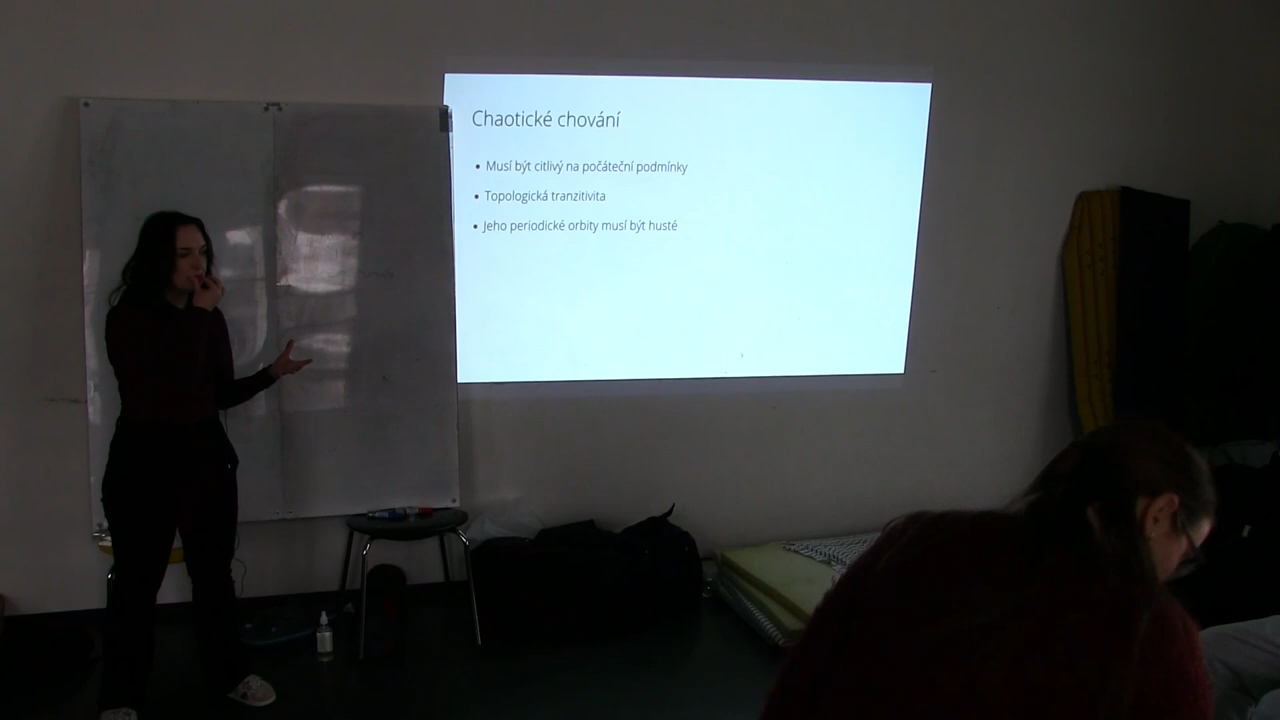 Chaotické chování
• Musí být citlivý na počáteční podmínky
• Topologická tranzitivita
• Jeho periodické orbity musí být husté